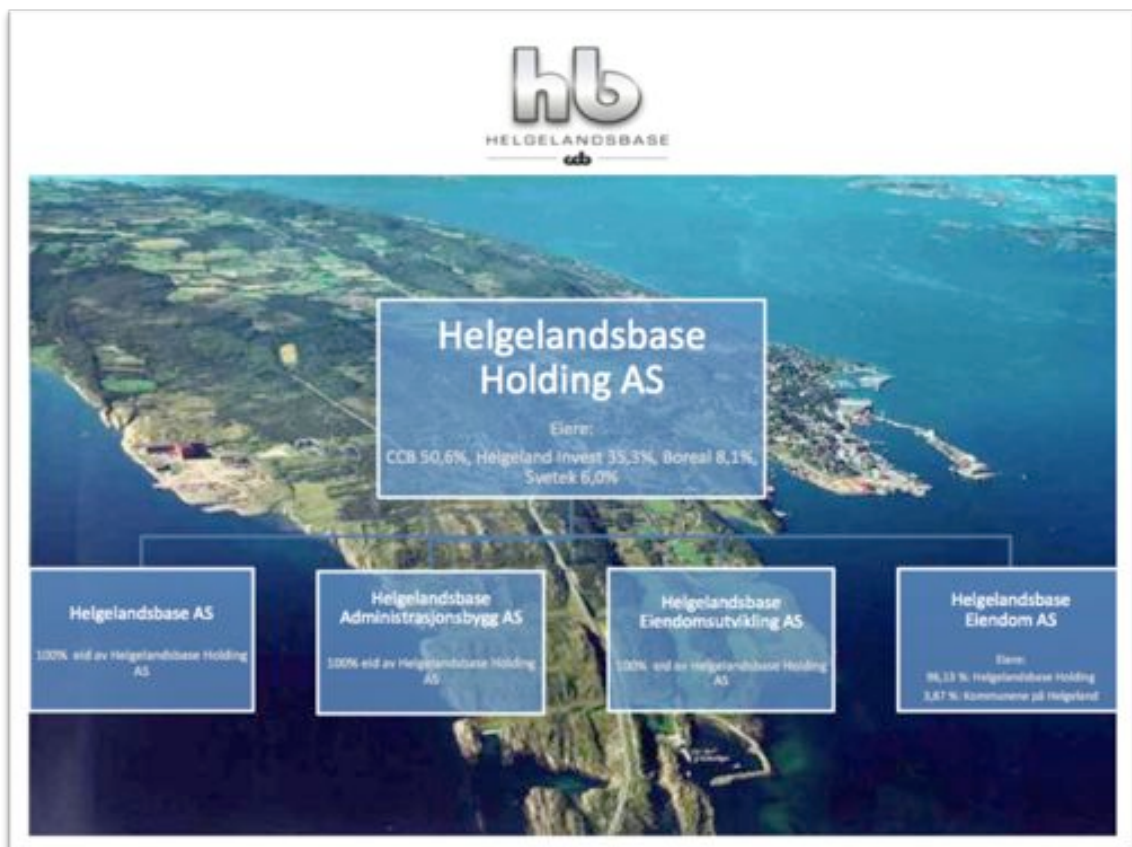 hb
HELGELANDSBASE
ccb
Helgelandsbase
Holding AS
Eiere:
CCB 50,6%, Helgeland Invest 35,3%, Boreal 8,1%,
Svetek 6,0%
Helgelandsbase AS
100% eid av Helgelandsbase Holding
AS
Helgelandsbase
Administrasjonsbygg AS
100% eid av Helgelandsbase Holding
AS
Helgelandsbase
Eiendomsutvikling AS
100% eid av Helgelandsbase Holding
AS
Helgelandsbase
Eiendom AS
Eiere:
96,13 %: Helgelandsbase Holding
3,87 %: Kommunene på Helgeland